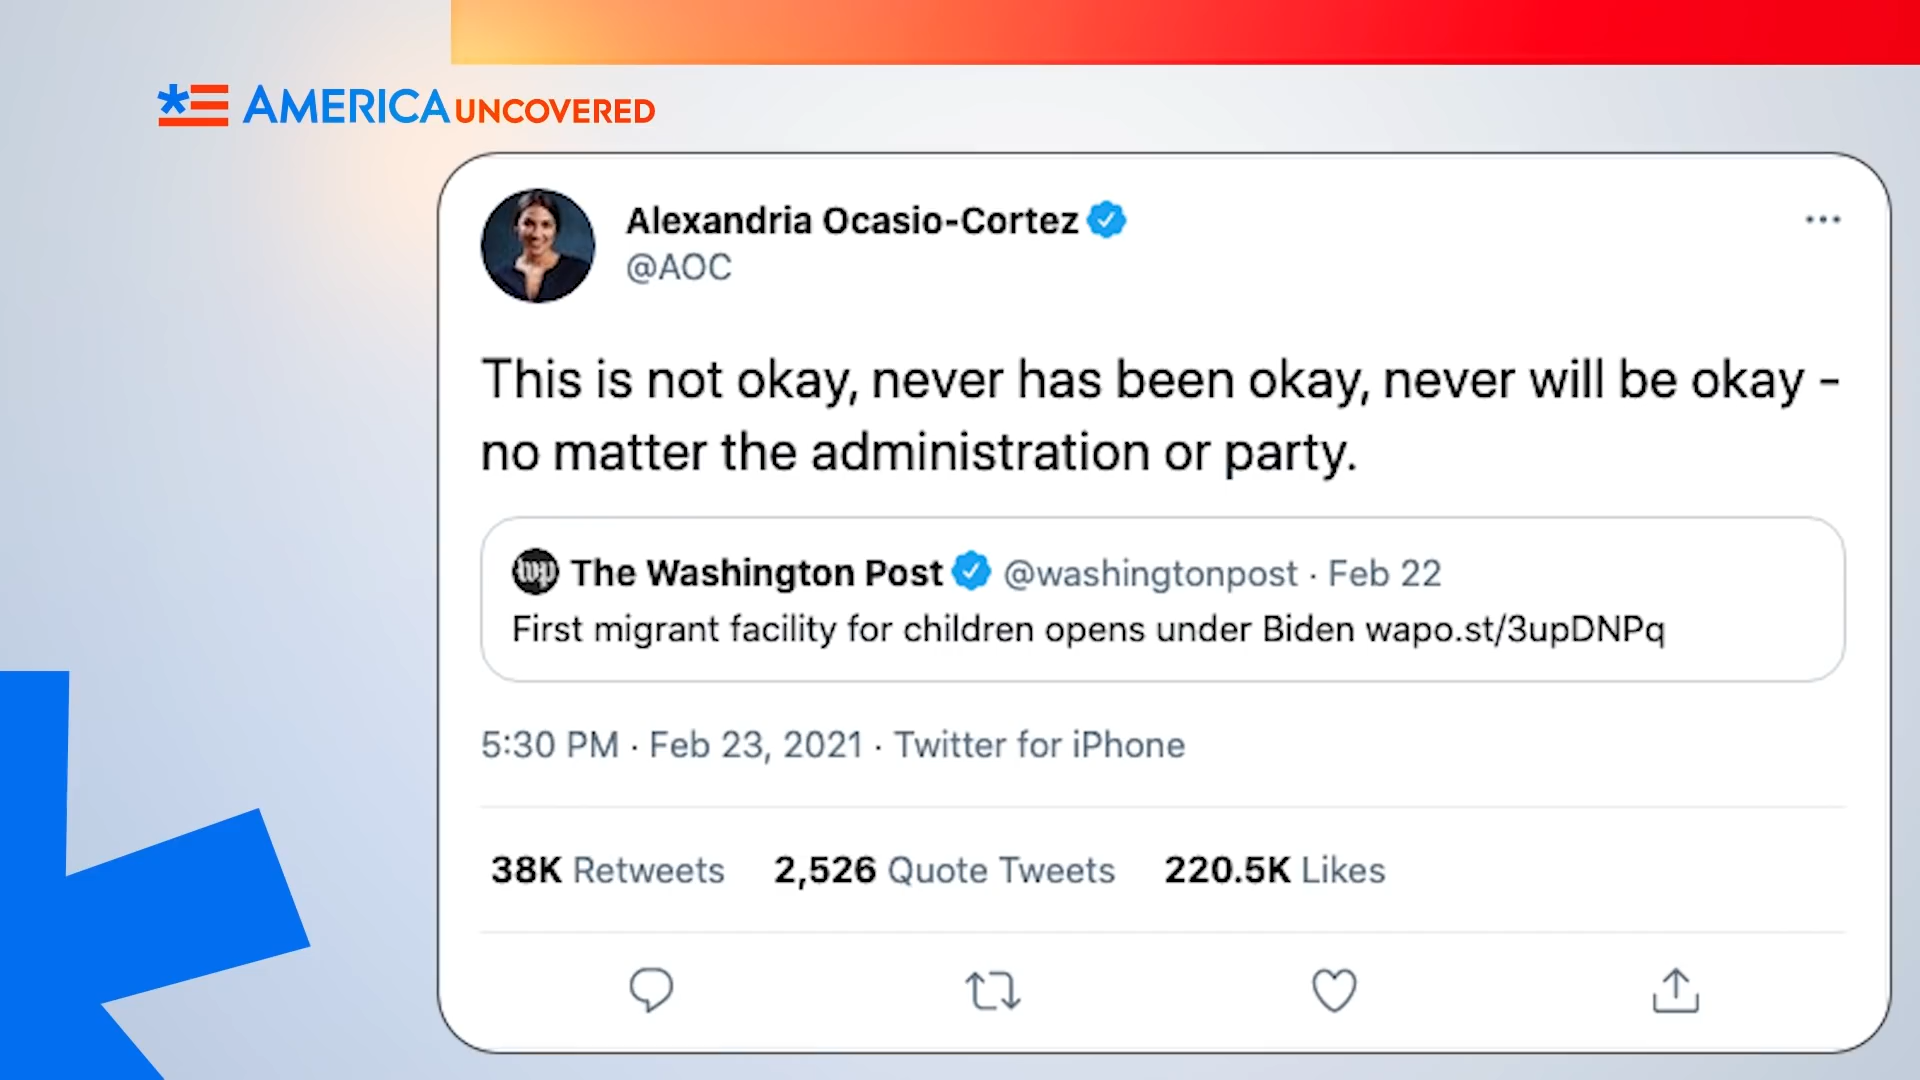 AMERICA UNCOVERED
Alexandria Ocasio-Cortez
@AOC
This is not okay, never has been okay, never will be okay -
no matter the administration or party.
wp The Washington Post @washingtonpost · Feb 22
First migrant facility for children opens under Biden wapo.st/3upDNPq
5:30 PM · Feb 23, 2021 · Twitter for iPhone
38K Retweets 2,526 Quote Tweets 220.5K Likes